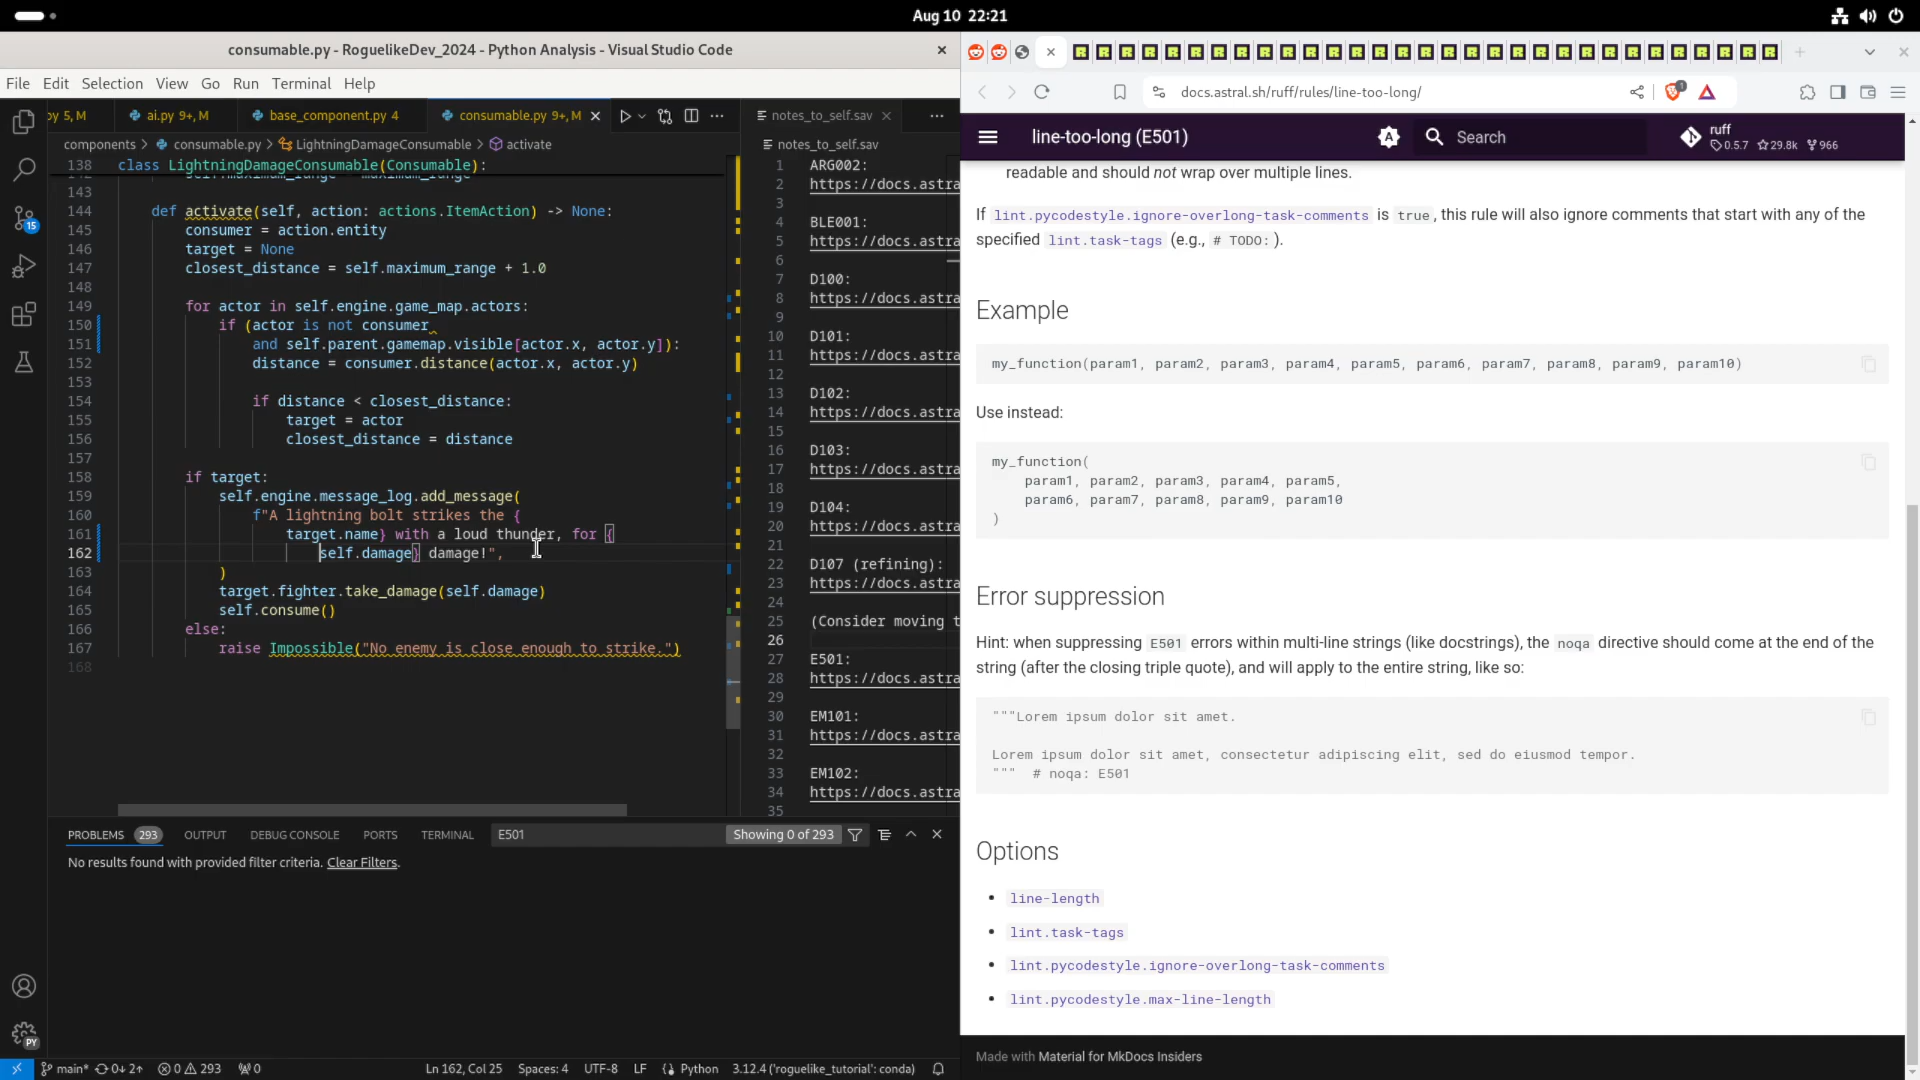 Aug 10 22:21
consumable.py - RoguelikeDev_2024 - Python Analysis - Visual Studio Code
File Edit Selection View Go Run Terminal Help
py 5, M
ai.py 9+, M
base_component.py 4
consumable.py 9+, M
components > consumable.py > LightningDamageConsumable > activate
138 class LightningDamageConsumable(Consumable):
143
144 def activate(self, action: actions.ItemAction) -> None:
145 consumer = action.entity
146 target = None
147 closest_distance = self.maximum_range + 1.0
148
149 for actor in self.engine.game_map.actors:
150 if (actor is not consumer
151 and self.parent.gamemap.visible[actor.x, actor.y]):
152 distance = consumer.distance(actor.x, actor.y)
153
154 if distance < closest_distance:
155 target = actor
156 closest_distance = distance
157
158 if target:
159 self.engine.message_log.add_message(
160 f"A lightning bolt strikes the {
161 target.name} with a loud thunder, for {
162 self.damage} damage!",
163 )
164 target.fighter.take_damage(self.damage)
165 self.consume()
166 else:
167 raise Impossible("No enemy is close enough to strike.")
168
notes_to_self.sav
notes_to_self.sav
1 ARG002:
2 https://docs.astra
3
4 BLE001:
5 https://docs.astra
6
7 D100:
8 https://docs.astra
9
10 D101:
11 https://docs.astra
12
13 D102:
14 https://docs.astra
15
16 D103:
17 https://docs.astra
18
19 D104:
20 https://docs.astra
21
22 D107 (refining):
23 https://docs.astra
24
25 (Consider moving t
26
27 E501:
28 https://docs.astra
29
30 EM101:
31 https://docs.astra
32
33 EM102:
34 https://docs.astra
35
PROBLEMS 293 OUTPUT DEBUG CONSOLE PORTS TERMINAL
E501
Showing 0 of 293
No results found with provided filter criteria. Clear Filters.
15
PY
main* 0↓ 2↑ 0 293 0
Ln 162, Col 25 Spaces: 4 UTF-8 LF Python 3.12.4 ('roguelike_tutorial': conda)
docs.astral.sh/ruff/rules/line-too-long/
1
line-too-long (E501)
Search
ruff
0.5.7 29.8k 966
readable and should not wrap over multiple lines.
If lint.pycodestyle.ignore-overlong-task-comments is true, this rule will also ignore comments that start with any of the
specified lint.task-tags (e.g., # TODO:).
Example
my_function(param1, param2, param3, param4, param5, param6, param7, param8, param9, param10)
Use instead:
my_function(
param1, param2, param3, param4, param5,
param6, param7, param8, param9, param10
)
Error suppression
Hint: when suppressing E501 errors within multi-line strings (like docstrings), the noqa directive should come at the end of the
string (after the closing triple quote), and will apply to the entire string, like so:
"""Lorem ipsum dolor sit amet.
Lorem ipsum dolor sit amet, consectetur adipiscing elit, sed do eiusmod tempor.
""" # noqa: E501
Options
line-length
lint.task-tags
lint.pycodestyle.ignore-overlong-task-comments
lint.pycodestyle.max-line-length
Made with Material for MkDocs Insiders